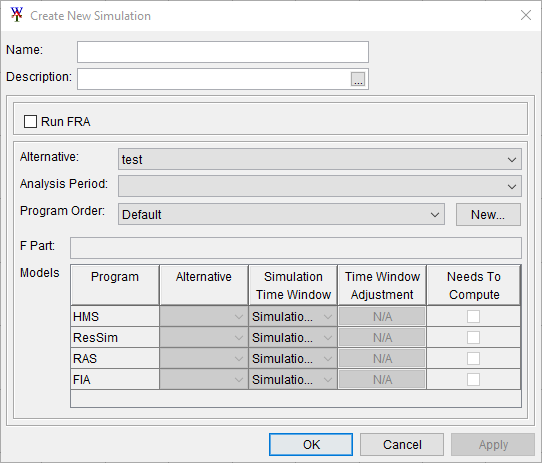 Create New Simulation
Name:
Description: ...
Run FRA
Alternative: test
Analysis Period:
Program Order: Default New...
F Part:
Models Program Alternative Simulation Time Window Time Window Adjustment Needs To Compute
HMS Simulatio... N/A
ResSim Simulatio... N/A
RAS Simulatio... N/A
FIA Simulatio... N/A
OK Cancel Apply